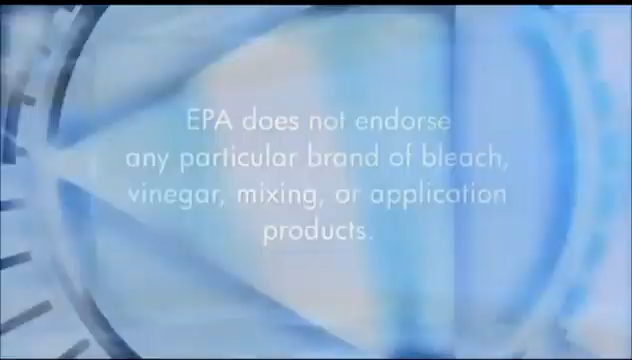 EPA does not endorse
any particular brand of bleach,
vinegar, mixing, or application
products.